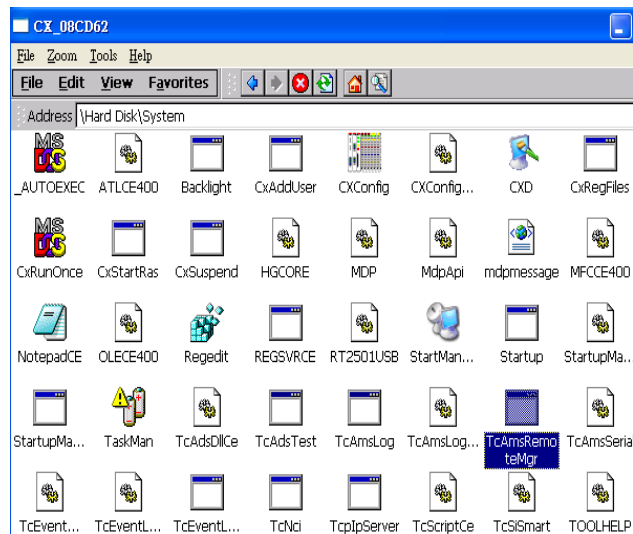 CX_08CD62
File Zoom Tools Help
File Edit View Favorites
Address \Hard Disk\System
_AUTOEXEC ATLCE400 Backlight CxAddUser CXConfig CXConfig... CXD CxRegFiles
CxRunOnce CxStartRas CxSuspend HGCORE MDP MdpApi mdpmessage MFCCE400
NotepadCE OLECE400 Regedit REGSVRCE RT2501USB StartMan... Startup StartupMa...
StartupMa... TaskMan TcAdsDllCe TcAdsTest TcAmsLog TcAmsLog... TcAmsRemo TcAmsSerial
teMgr
TcEvent... TcEventL... TcEventL... TcNci TcpIpServer TcScriptCe TcSiSmart TOOLHELP